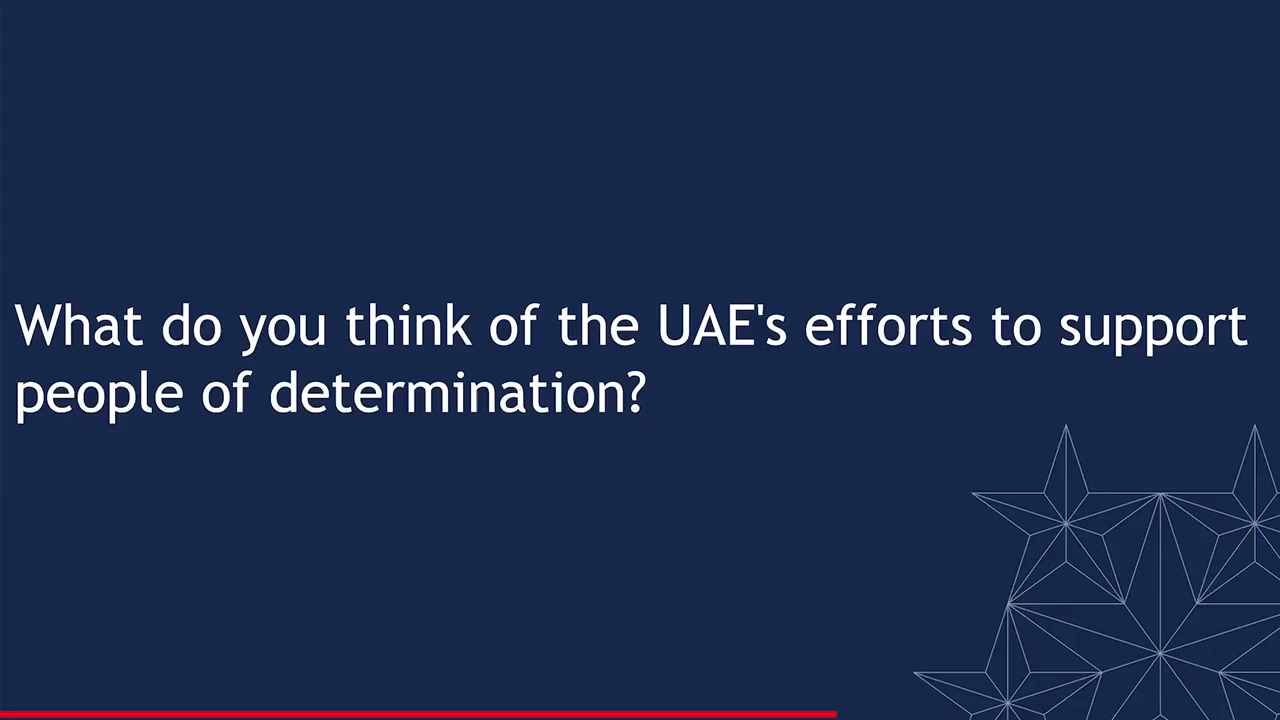 What do you think of the UAE's efforts to support
people of determination?